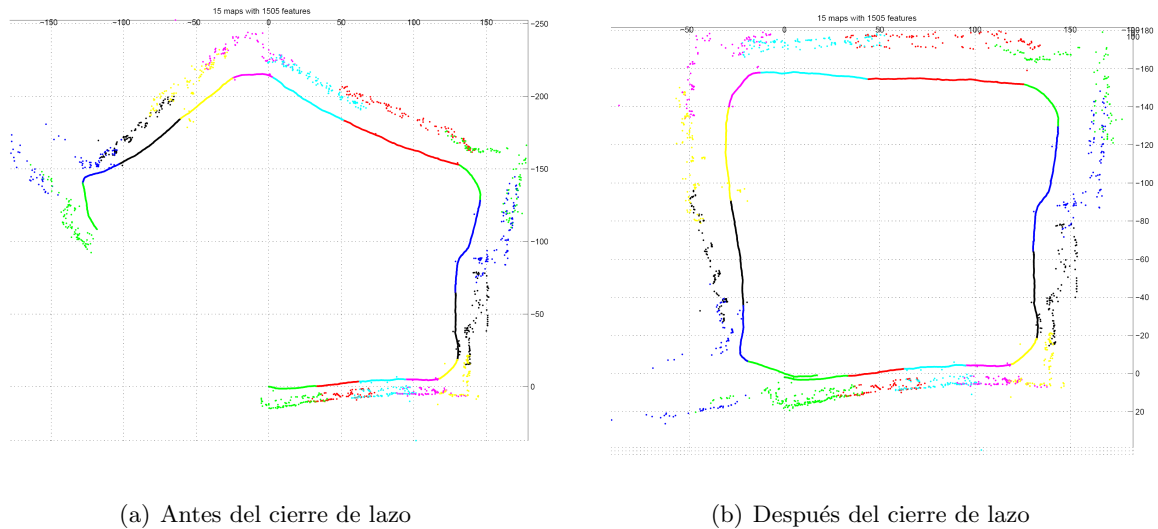 15 maps with 1505 features
−150 −100 −50 0 50 100 150
−250
−200
−150
−100
−50
0
(a) Antes del cierre de lazo
15 maps with 1505 features
−50 0 50 100 150
−180
−160
−140
−120
−100
−80
−60
−40
−20
0
20
(b) Después del cierre de lazo